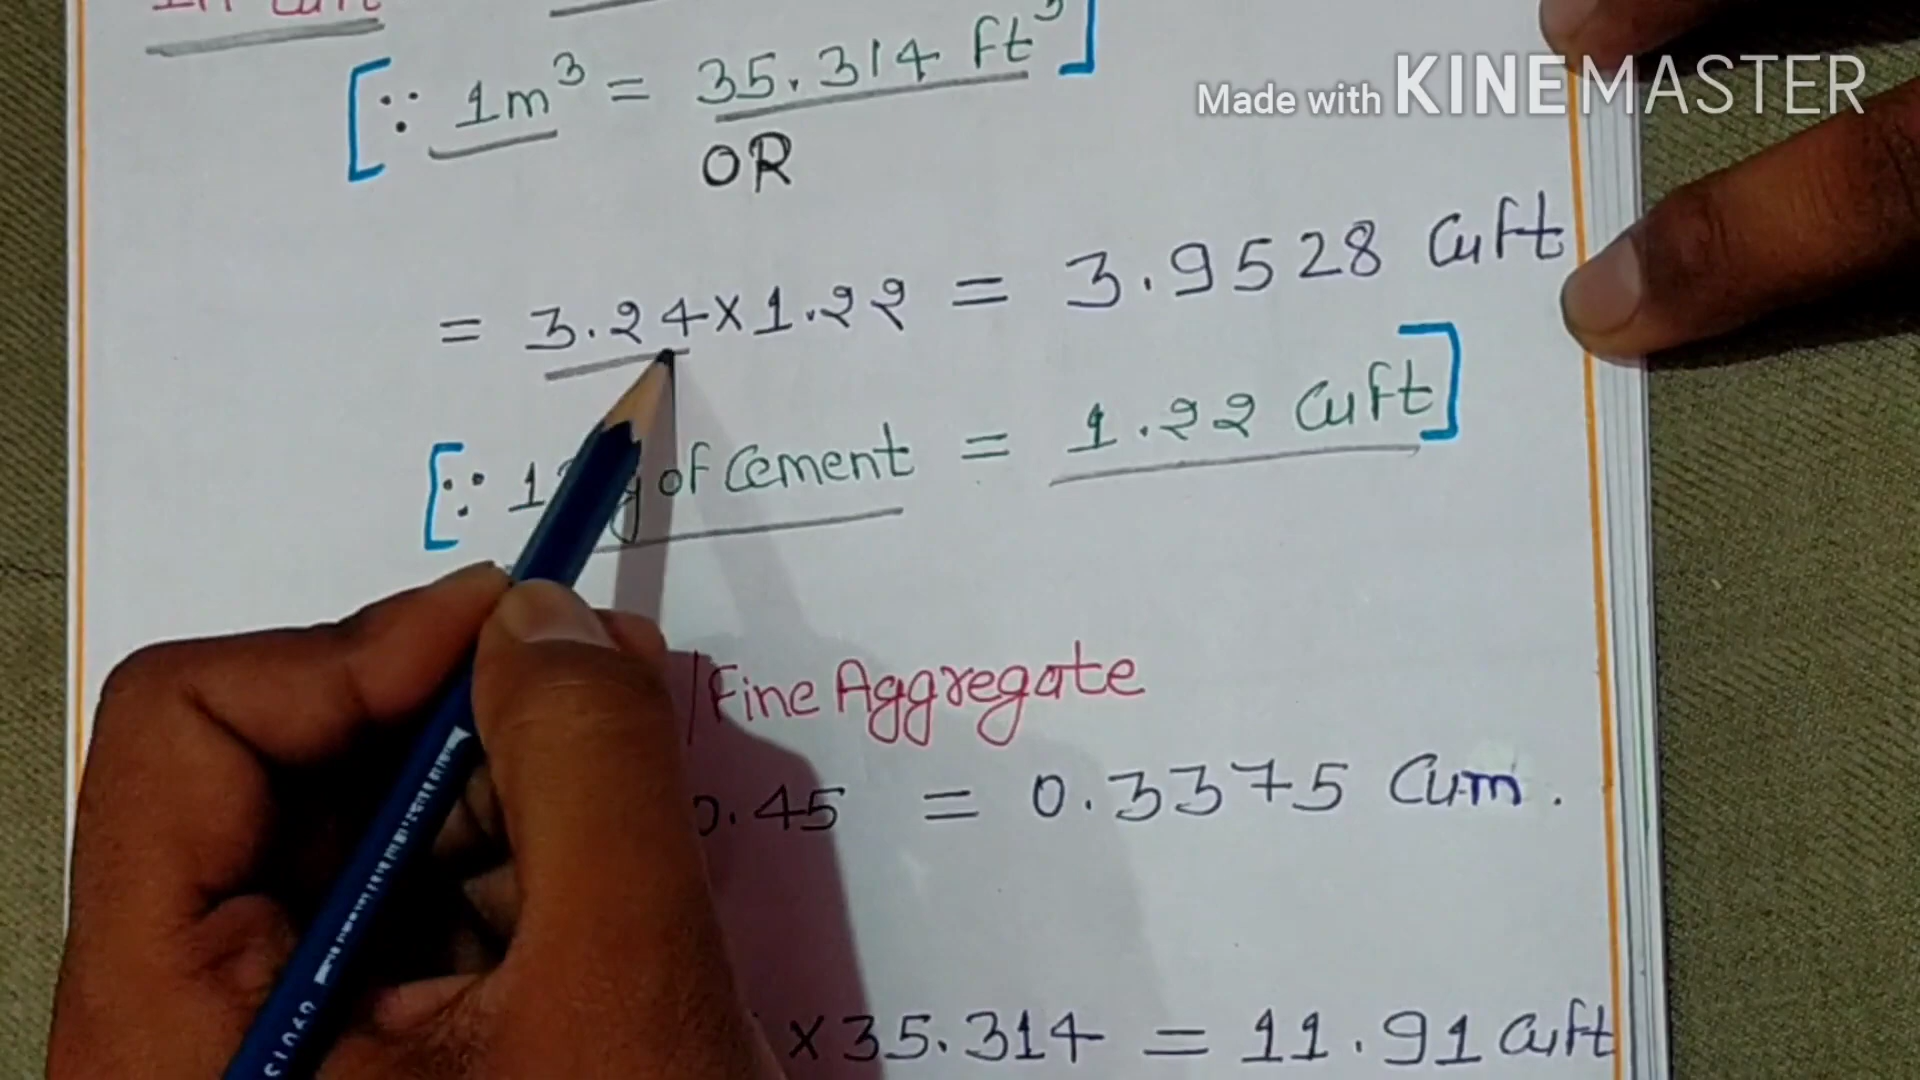 [∵ 1m³ = 35.314 ft³]
Made with KINEMASTER
OR
= 3.24×1.22 = 3.9528 Cuft
[∵ 1 of Cement = 1.22 Cuft]
/Fine Aggregate
0.45 = 0.3375 Cum.
×35.314 = 11.91 Cuft